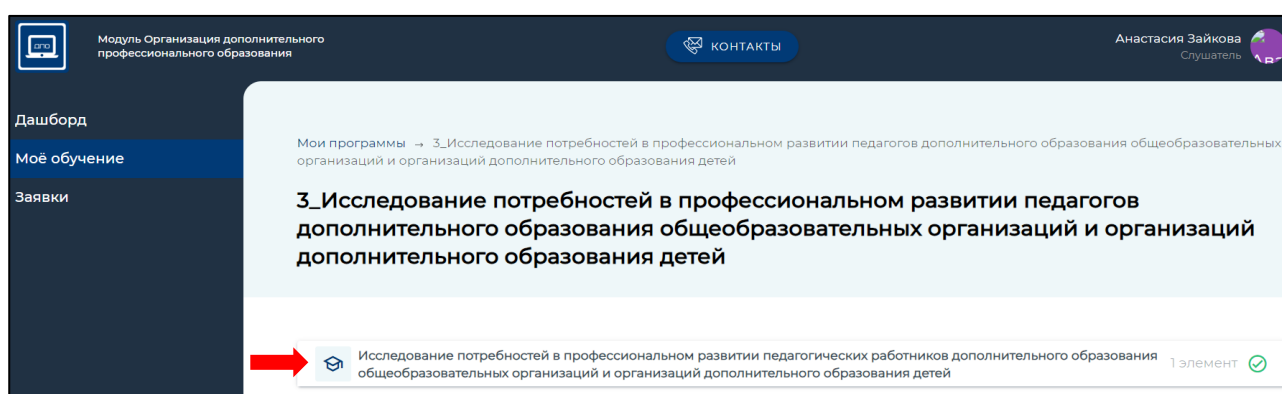 дпо
Модуль Организация дополнительного
профессионального образования
КОНТАКТЫ
Анастасия Зайкова
Слушатель
Дашборд
Моё обучение
Заявки
Мои программы → 3_Исследование потребностей в профессиональном развитии педагогов дополнительного образования общеобразовательных
организаций и организаций дополнительного образования детей
3_Исследование потребностей в профессиональном развитии педагогов
дополнительного образования общеобразовательных организаций и организаций
дополнительного образования детей
Исследование потребностей в профессиональном развитии педагогических работников дополнительного образования
общеобразовательных организаций и организаций дополнительного образования детей
1 элемент